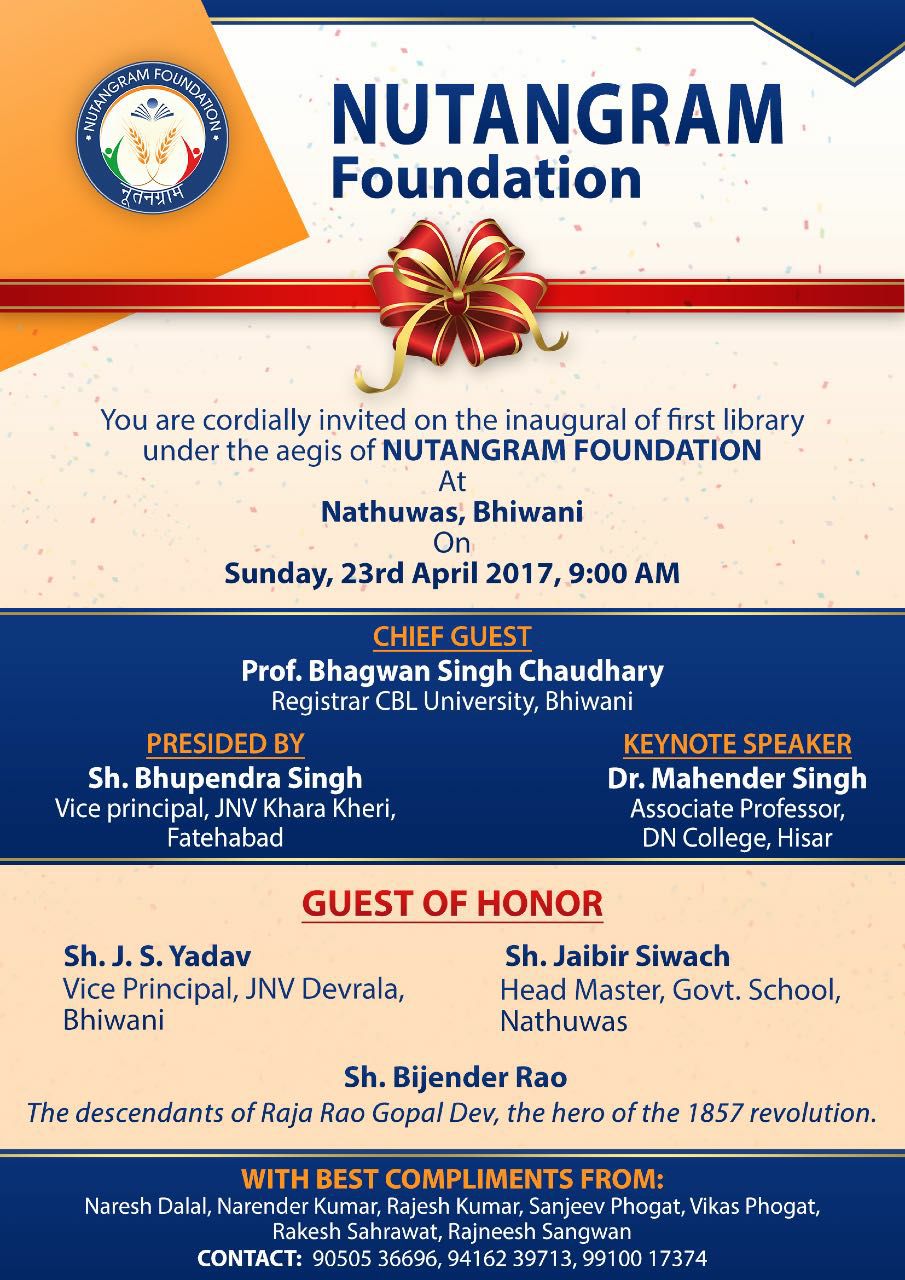 NUTANGRAM FOUNDATION
नूतनग्राम
NUTANGRAM
Foundation
You are cordially invited on the inaugural of first library
under the aegis of NUTANGRAM FOUNDATION
At
Nathuwas, Bhiwani
On
Sunday, 23rd April 2017, 9:00 AM
CHIEF GUEST
Prof. Bhagwan Singh Chaudhary
Registrar CBL University, Bhiwani
PRESIDED BY
Sh. Bhupendra Singh
Vice principal, JNV Khara Kheri,
Fatehabad
KEYNOTE SPEAKER
Dr. Mahender Singh
Associate Professor,
DN College, Hisar
GUEST OF HONOR
Sh. J. S. Yadav
Vice Principal, JNV Devrala,
Bhiwani
Sh. Jaibir Siwach
Head Master, Govt. School,
Nathuwas
Sh. Bijender Rao
The descendants of Raja Rao Gopal Dev, the hero of the 1857 revolution.
WITH BEST COMPLIMENTS FROM:
Naresh Dalal, Narender Kumar, Rajesh Kumar, Sanjeev Phogat, Vikas Phogat,
Rakesh Sahrawat, Rajneesh Sangwan
CONTACT: 90505 36696, 94162 39713, 99100 17374